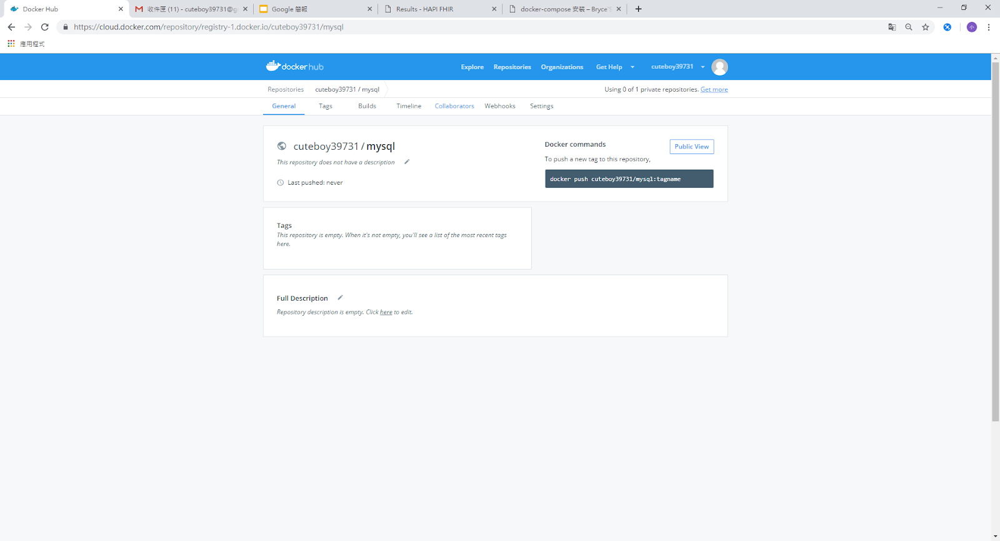 Docker Hub
收件匣 (11) - cuteboy39731@g
Google 簡報
Results - HAPI FHIR
docker-compose 安裝 – Bryce'S
https://cloud.docker.com/repository/registry-1.docker.io/cuteboy39731/mysql
小
應用程式
docker hub
Explore
Repositories
Organizations
Get Help
cuteboy39731
Repositories
cuteboy39731 / mysql
Using 0 of 1 private repositories. Get more
General
Tags
Builds
Timeline
Collaborators
Webhooks
Settings
cuteboy39731 / mysql
This repository does not have a description
Last pushed: never
Docker commands
Public View
To push a new tag to this repository,
docker push cuteboy39731/mysql:tagname
Tags
This repository is empty. When it's not empty, you'll see a list of the most recent tags
here.
Full Description
Repository description is empty. Click here to edit.